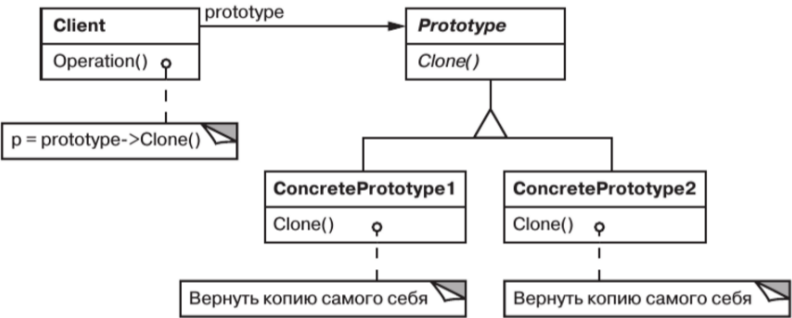 prototype
Client
Prototype
Operation()
Clone()
p = prototype->Clone()
ConcretePrototype1
ConcretePrototype2
Clone()
Clone()
Вернуть копию самого себя
Вернуть копию самого себя